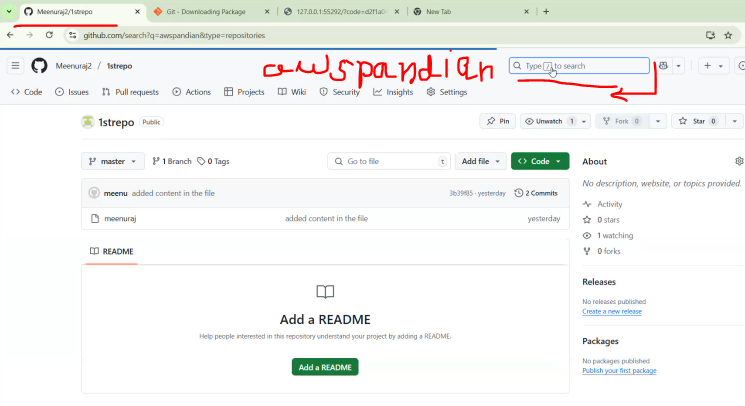 Meenuraj2/1strepo
Git - Downloading Package
127.0.0.1:55292/?code=d2f1a0
New Tab
github.com/search?q=awspandian&type=repositories
Meenuraj2 / 1strepo
awspandian
Type / to search
Code Issues Pull requests Actions Projects Wiki Security Insights Settings
1strepo Public
Pin Unwatch 1 Fork 0 Star 0
master 1 Branch 0 Tags Go to file t Add file Code
About
meenu added content in the file 3b39f85 · yesterday 2 Commits
No description, website, or topics provided.
meenuraj added content in the file yesterday
Activity
0 stars
1 watching
0 forks
README
Add a README
Help people interested in this repository understand your project by adding a README.
Add a README
Releases
No releases published
Create a new release
Packages
No packages published
Publish your first package